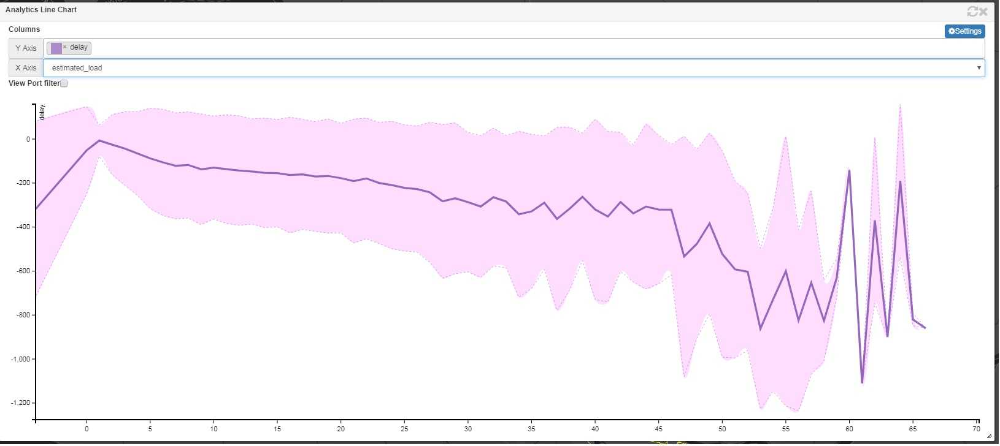 Analytics Line Chart
Columns
Settings
Y Axis × delay
X Axis estimated_load
View Port filter
delay
0
-200
-400
-600
-800
-1,000
-1,200
0 5 10 15 20 25 30 35 40 45 50 55 60 65 70